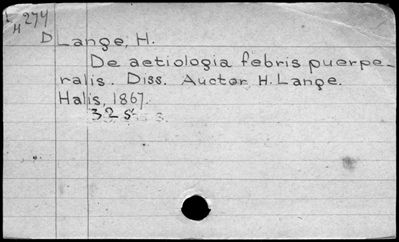 H 274
D Lange, H.
De aetiologia febris puerpe-
ralis. Diss. Auctor H. Lange.
Halis, 1867.
32 S.